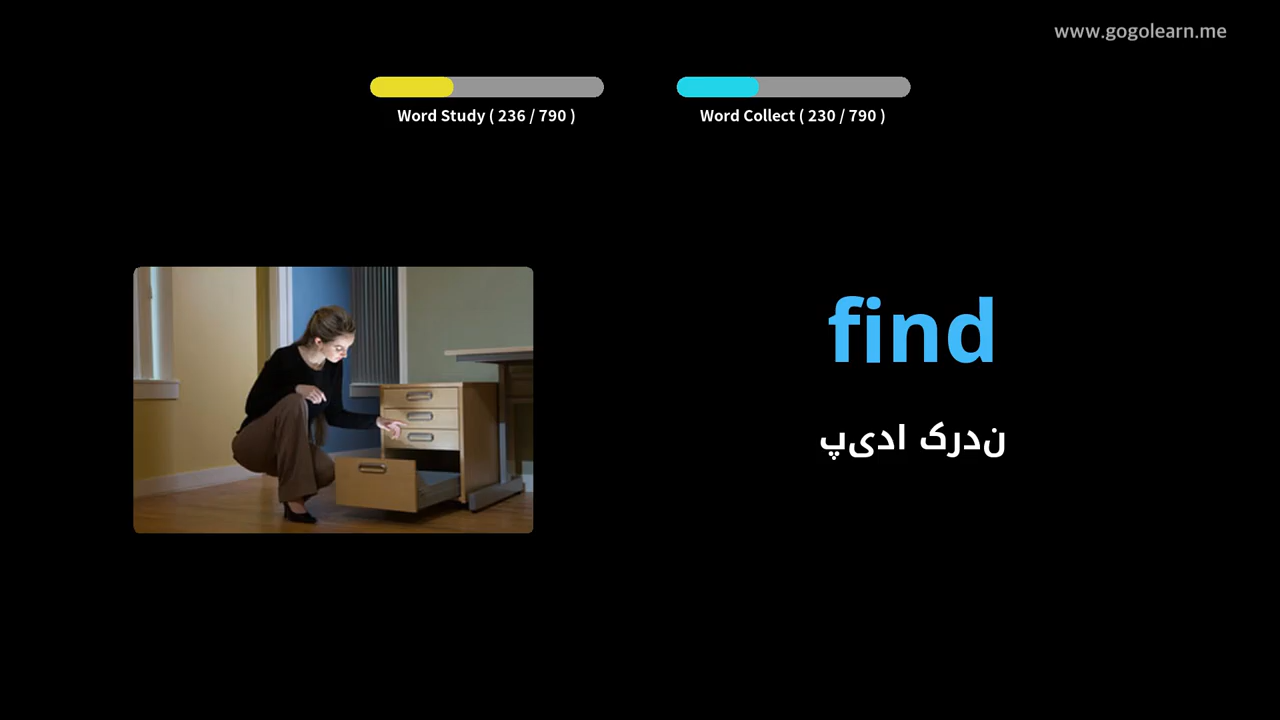 www.gogolearn.me
Word Study ( 236 / 790 )
Word Collect ( 230 / 790 )
find
ندرک ادیپ